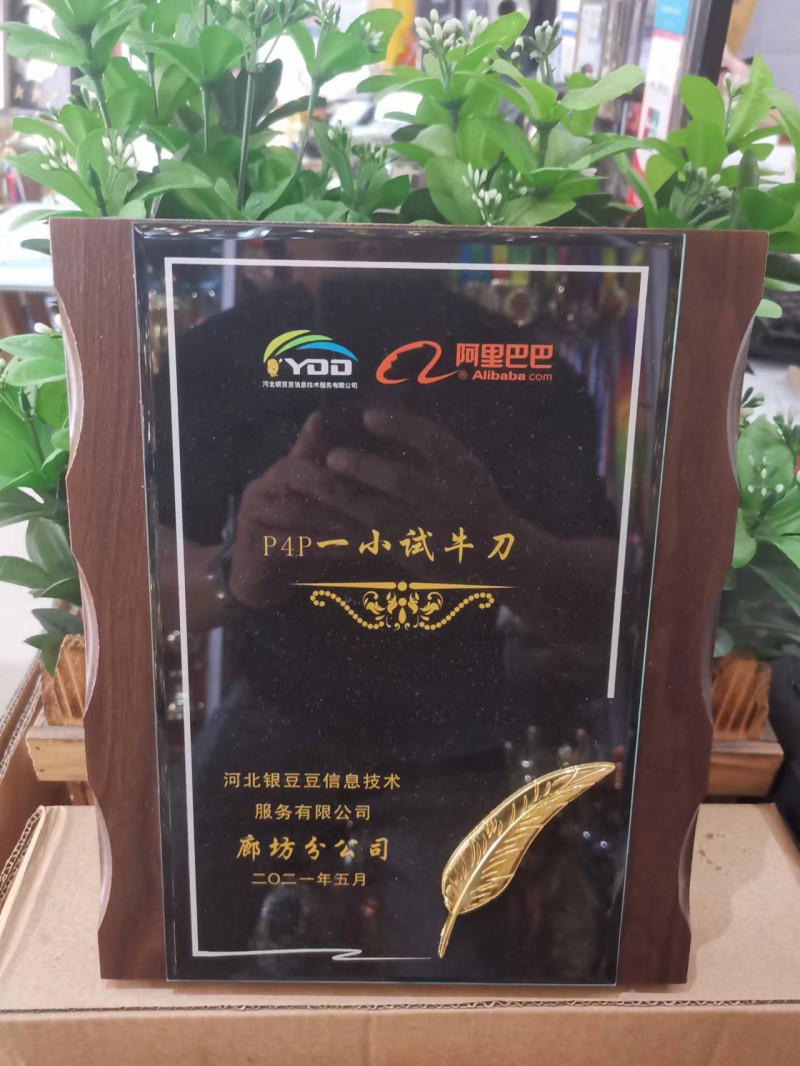 YDD
河北银豆豆信息技术服务有限公司
阿里巴巴
® Alibaba.com
P4P一小试牛刀
河北银豆豆信息技术
服务有限公司
廊坊分公司
二〇二一年五月